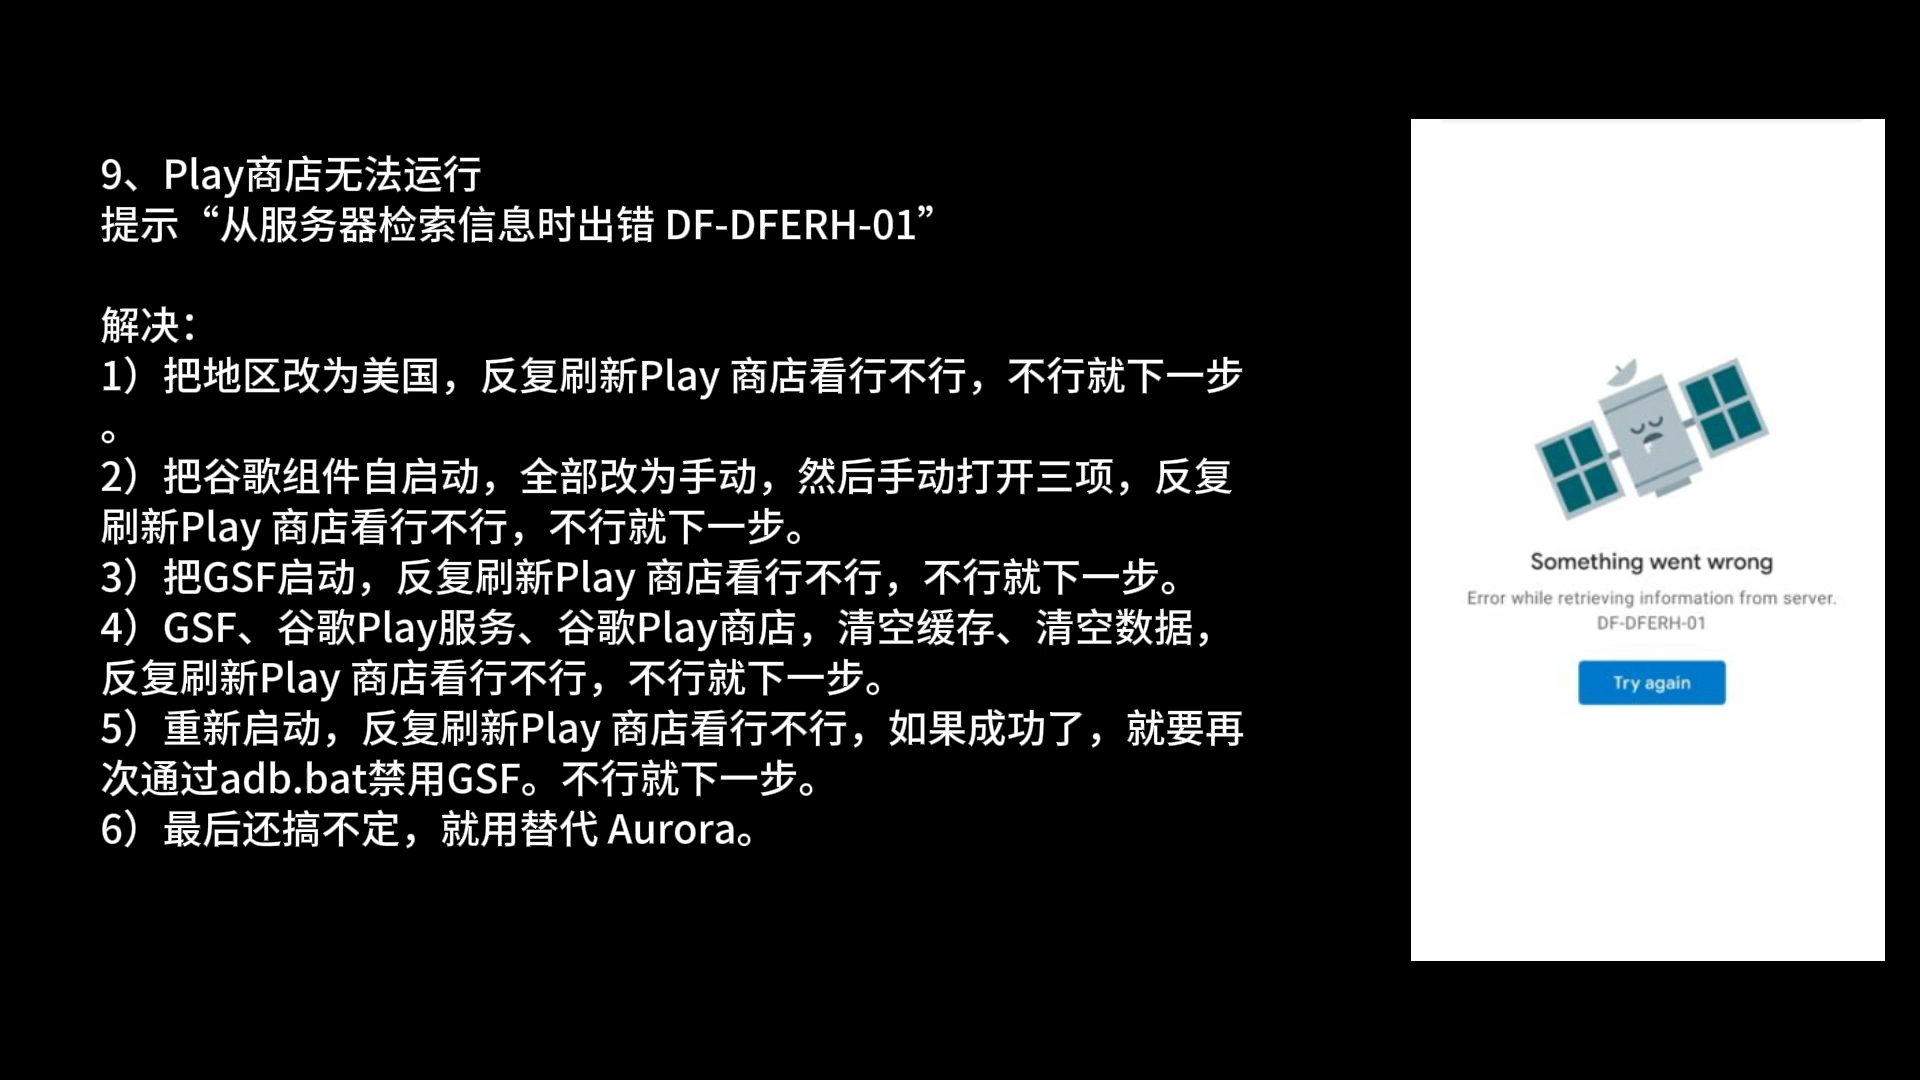 9、Play商店无法运行
提示“从服务器检索信息时出错 DF-DFERH-01”
解决：
1）把地区改为美国，反复刷新Play 商店看行不行，不行就下一步
。
2）把谷歌组件自启动，全部改为手动，然后手动打开三项，反复
刷新Play 商店看行不行，不行就下一步。
3）把GSF启动，反复刷新Play 商店看行不行，不行就下一步。
4）GSF、谷歌Play服务、谷歌Play商店，清空缓存、清空数据，
反复刷新Play 商店看行不行，不行就下一步。
5）重新启动，反复刷新Play 商店看行不行，如果成功了，就要再
次通过adb.bat禁用GSF。不行就下一步。
6）最后还搞不定，就用替代 Aurora。
Something went wrong
Error while retrieving information from server.
DF-DFERH-01
Try again